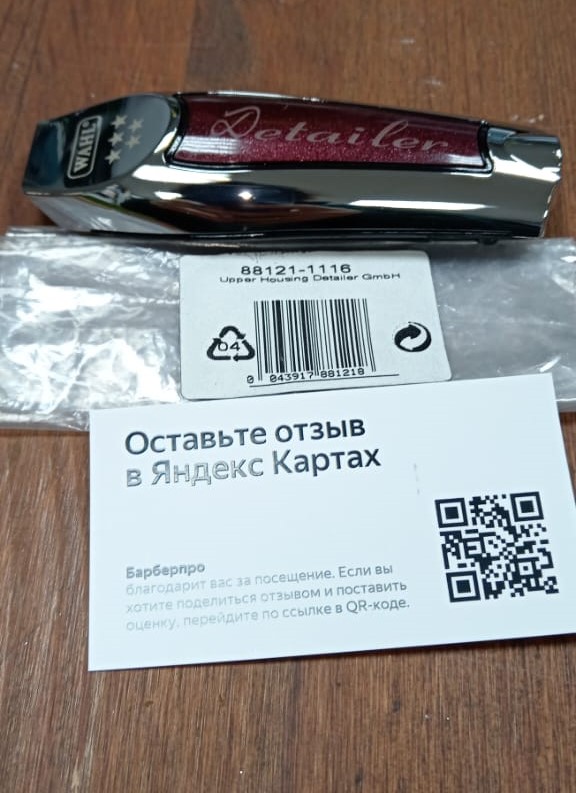 WAHL
Detailer
88121-1116
Upper Housing Detailer GmbH
04
0 043917 881218
Оставьте отзыв
в Яндекс Картах
Барберпро
благодарит вас за посещение. Если вы
хотите поделиться отзывом и поставить
оценку, перейдите по ссылке в QR-коде.